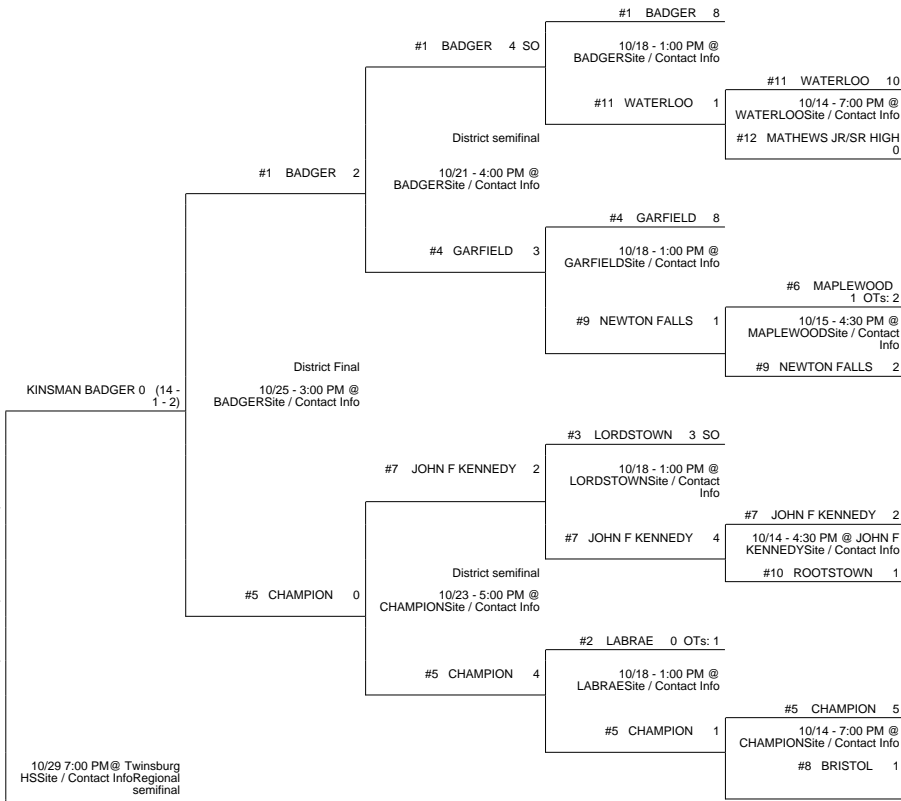 #1 BADGER 8
#1 BADGER 4 SO
10/18 - 1:00 PM @
BADGERSite / Contact Info
#11 WATERLOO 10
#11 WATERLOO 1
10/14 - 7:00 PM @
WATERLOOSite / Contact Info
District semifinal
#12 MATHEWS JR/SR HIGH
0
#1 BADGER 2
10/21 - 4:00 PM @
BADGERSite / Contact Info
#4 GARFIELD 8
#4 GARFIELD 3
10/18 - 1:00 PM @
GARFIELDSite / Contact Info
#6 MAPLEWOOD
1 OTs: 2
#9 NEWTON FALLS 1
10/15 - 4:30 PM @
MAPLEWOODSite / Contact
Info
#9 NEWTON FALLS 2
District Final
KINSMAN BADGER 0 (14 -
1 - 2)
10/25 - 3:00 PM @
BADGERSite / Contact Info
#3 LORDSTOWN 3 SO
#7 JOHN F KENNEDY 2
10/18 - 1:00 PM @
LORDSTOWNSite / Contact
Info
#7 JOHN F KENNEDY 2
#7 JOHN F KENNEDY 4
10/14 - 4:30 PM @ JOHN F
KENNEDYSite / Contact Info
District semifinal
#10 ROOTSTOWN 1
#5 CHAMPION 0
10/23 - 5:00 PM @
CHAMPIONSite / Contact Info
#2 LABRAE 0 OTs: 1
#5 CHAMPION 4
10/18 - 1:00 PM @
LABRAESite / Contact Info
#5 CHAMPION 5
#5 CHAMPION 1
10/14 - 7:00 PM @
CHAMPIONSite / Contact Info
#8 BRISTOL 1
10/29 7:00 PM@ Twinsburg
HSSite / Contact InfoRegional
semifinal